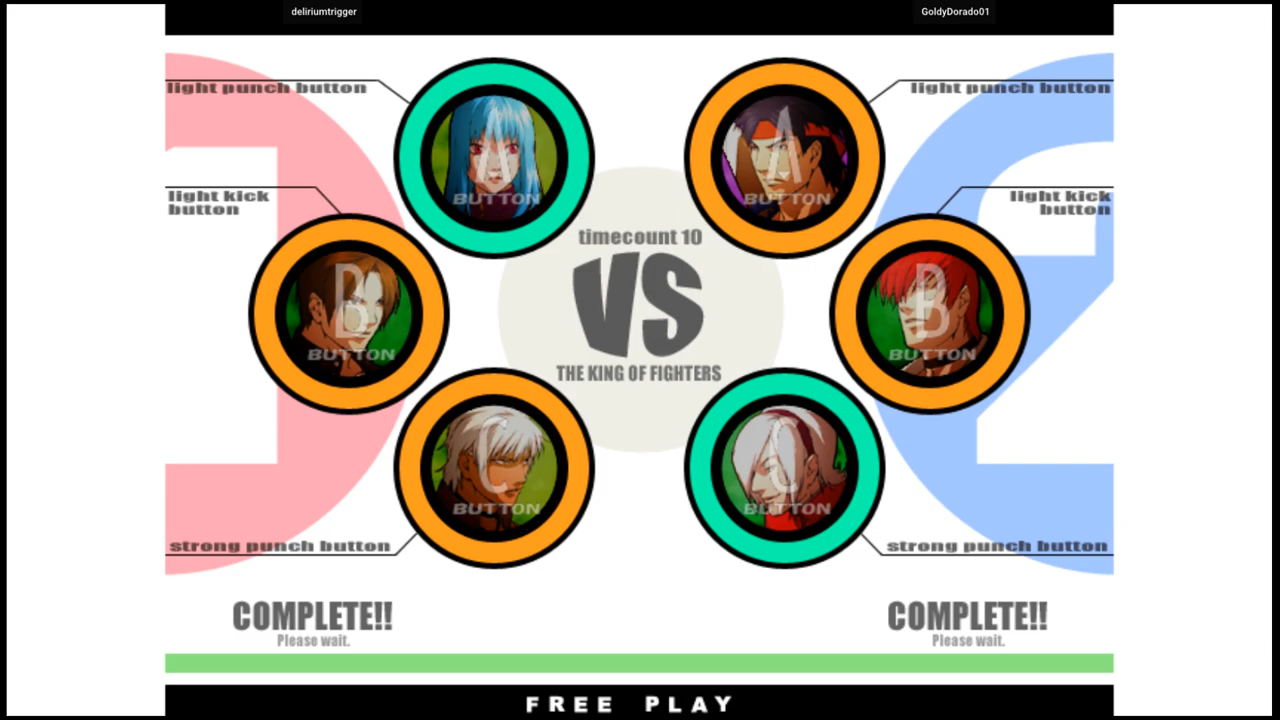 deliriumtrigger
GoldyDorado01
light punch button
light punch button
A
BUTTON
A
BUTTON
light kick
button
light kick
button
timecount 10
VS
THE KING OF FIGHTERS
B
BUTTON
B
BUTTON
1
2
C
BUTTON
C
BUTTON
strong punch button
strong punch button
COMPLETE!!
Please wait.
COMPLETE!!
Please wait.
FREE PLAY